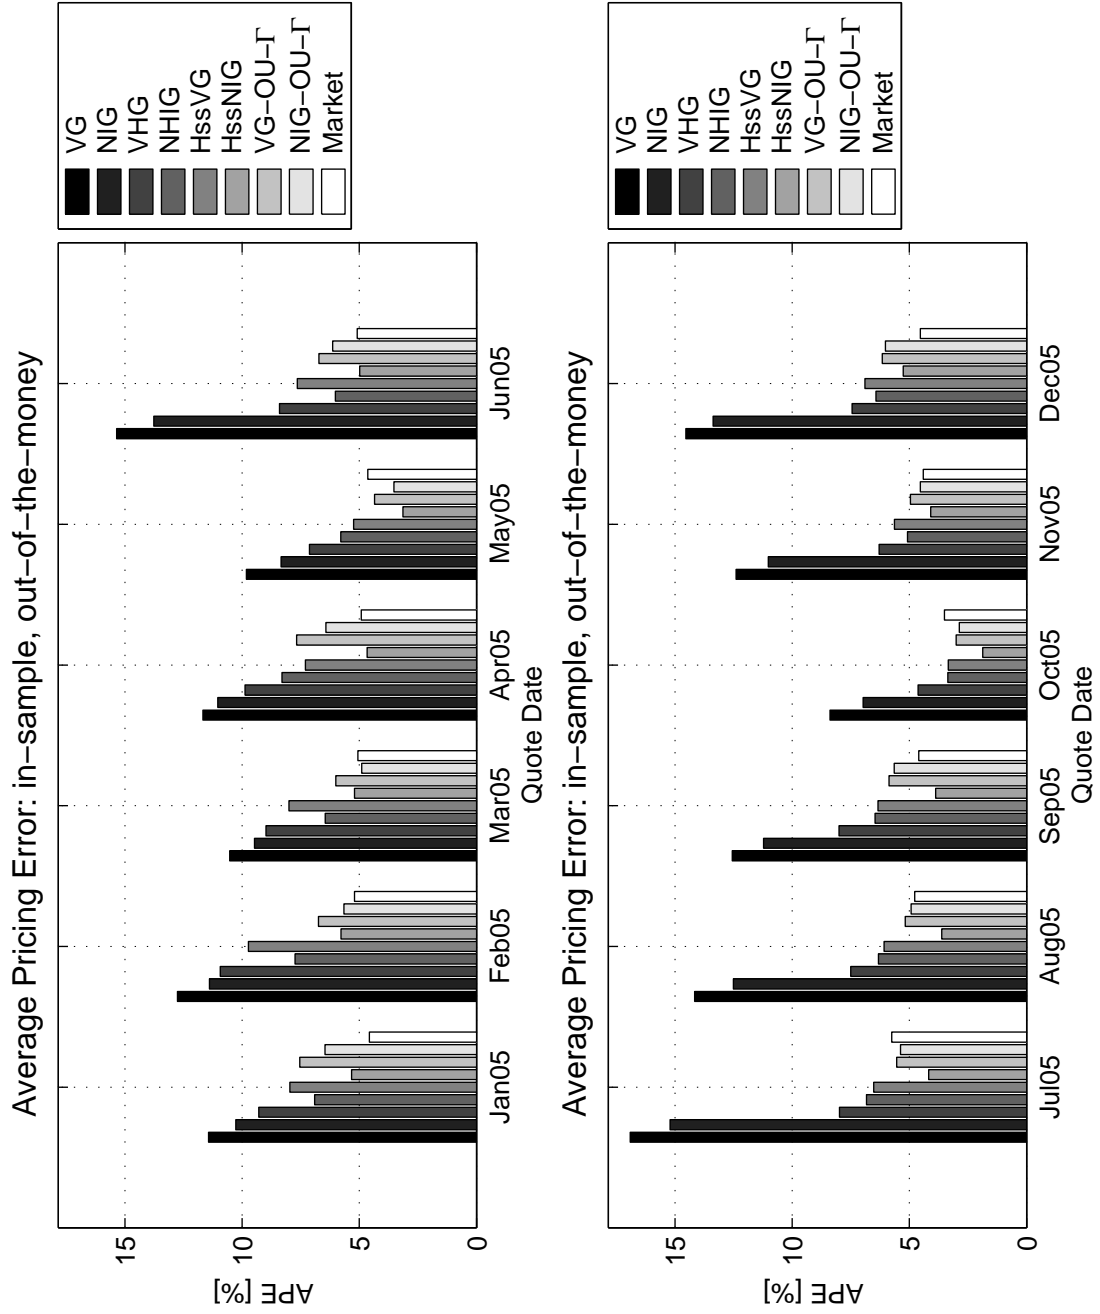 Average Pricing Error: in−sample, out−of−the−money
15
10
5
0
APE [%]
Jan05 Feb05 Mar05 Apr05 May05 Jun05
Quote Date
VG
NIG
VHG
NHIG
HssVG
HssNIG
VG−OU−Γ
NIG−OU−Γ
Market
Average Pricing Error: in−sample, out−of−the−money
15
10
5
0
APE [%]
Jul05 Aug05 Sep05 Oct05 Nov05 Dec05
Quote Date
VG
NIG
VHG
NHIG
HssVG
HssNIG
VG−OU−Γ
NIG−OU−Γ
Market